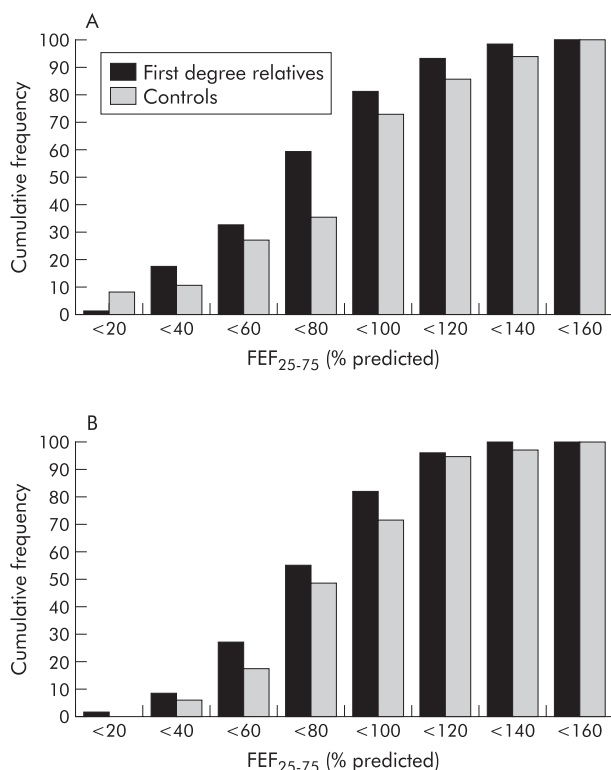 A
100
90
80
70
60
50
40
30
20
10
0
Cumulative frequency
First degree relatives
Controls
<20 <40 <60 <80 <100 <120 <140 <160
FEF25-75 (% predicted)
B
100
90
80
70
60
50
40
30
20
10
0
Cumulative frequency
<20 <40 <60 <80 <100 <120 <140 <160
FEF25-75 (% predicted)